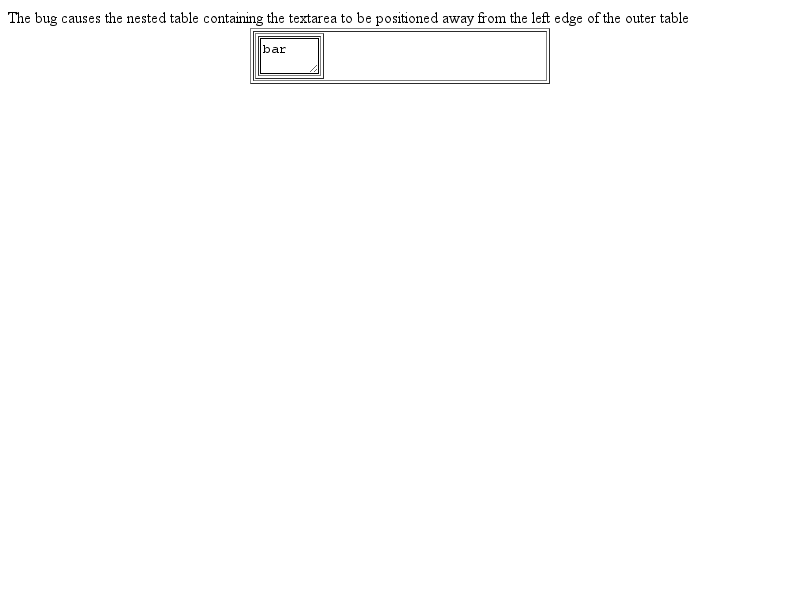 The bug causes the nested table containing the textarea to be positioned away from the left edge of the outer table
bar